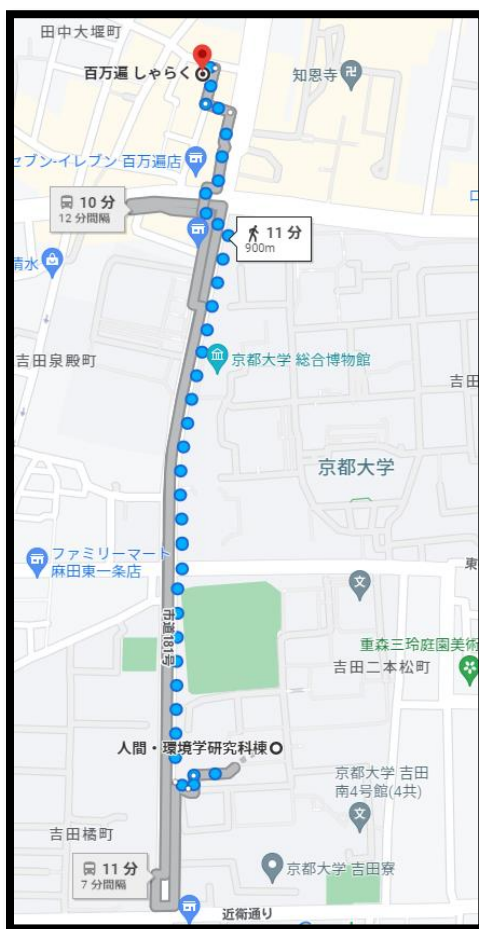 田中大堰町
百万遍 しゃらく
知恩寺
セブン-イレブン 百万遍店
10 分
12 分間隔
11 分
900m
清水
吉田泉殿町
京都大学 総合博物館
吉田
京都大学
ファミリーマート
麻田東一条店
東
市道181号
重森三玲庭園美術
吉田二本松町
人間・環境学研究科棟
京都大学 吉田
南4号館(4共)
吉田橘町
11 分
7 分間隔
京都大学 吉田寮
近衛通り